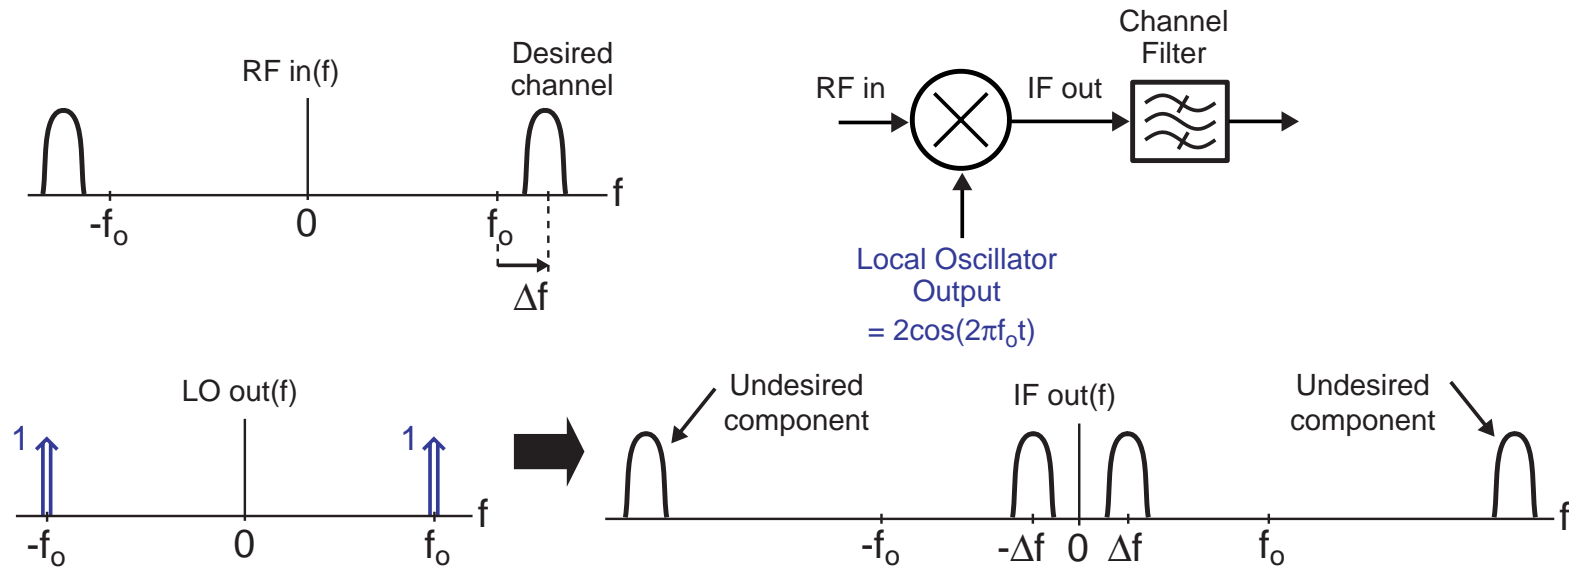 RF in(f)
Desired
channel
-fo
0
fo
f
Δf
Channel
Filter
RF in
IF out
Local Oscillator
Output
= 2cos(2πfot)
LO out(f)
1
1
-fo
0
fo
f
Undesired
component
IF out(f)
Undesired
component
-fo
-Δf
0
Δf
fo
f